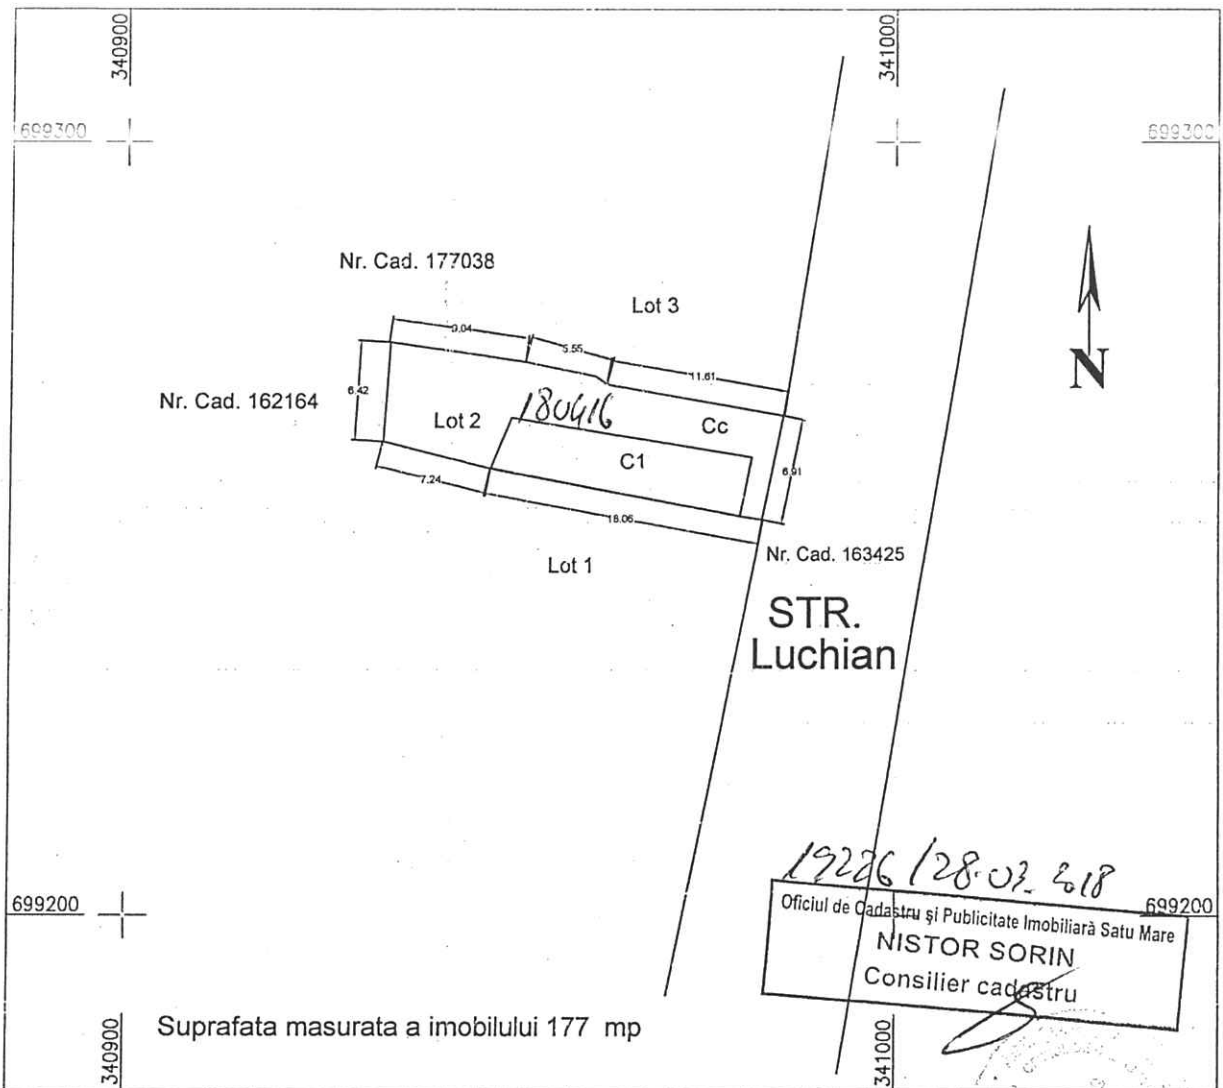 340900
341000
699300
699300
Nr. Cad. 177038
Lot 3
9.04
5.55
11.61
N
Nr. Cad. 162164
6.42
180416
Lot 2
Cc
C1
6.91
7.24
18.06
Nr. Cad. 163425
Lot 1
STR.
Luchian
19226 / 28.03.2018
699200
699200
Oficiul de Cadastru și Publicitate Imobiliară Satu Mare
NISTOR SORIN
Consilier cadastru
Suprafata masurata a imobilului 177 mp
340900
341000